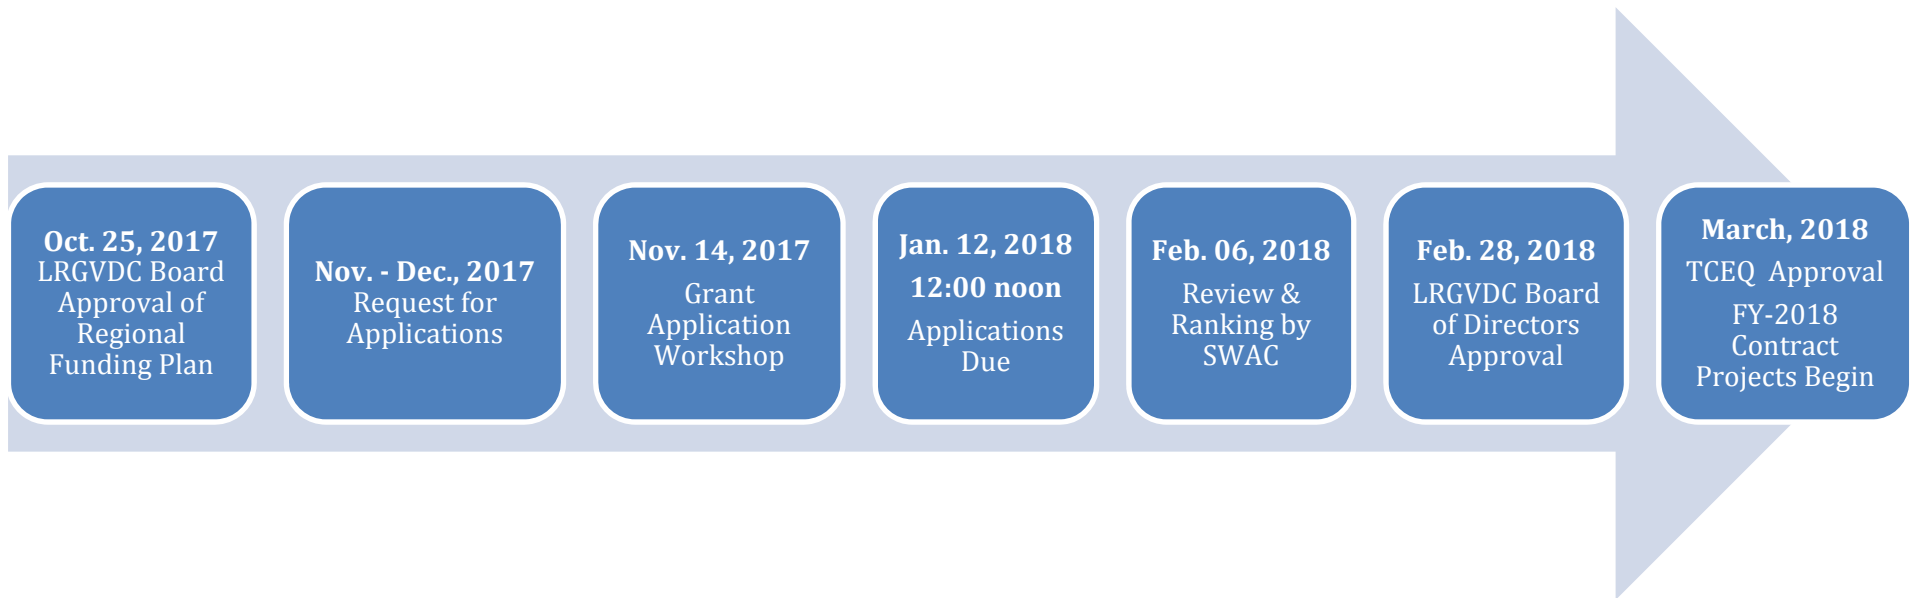 Oct. 25, 2017
LRGVDC Board
Approval of
Regional
Funding Plan
Nov. - Dec., 2017
Request for
Applications
Nov. 14, 2017
Grant
Application
Workshop
Jan. 12, 2018
12:00 noon
Applications
Due
Feb. 06, 2018
Review &
Ranking by
SWAC
Feb. 28, 2018
LRGVDC Board
of Directors
Approval
March, 2018
TCEQ  Approval
FY-2018
Contract
Projects Begin